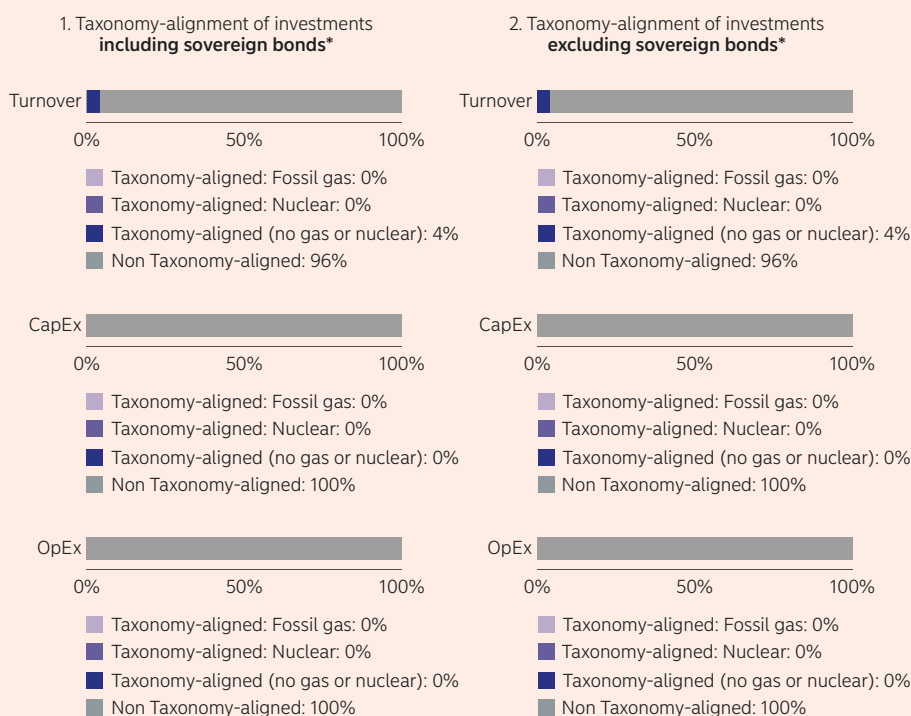 1. Taxonomy-alignment of investments
including sovereign bonds*
Turnover
0% 50% 100%
Taxonomy-aligned: Fossil gas: 0%
Taxonomy-aligned: Nuclear: 0%
Taxonomy-aligned (no gas or nuclear): 4%
Non Taxonomy-aligned: 96%
CapEx
0% 50% 100%
Taxonomy-aligned: Fossil gas: 0%
Taxonomy-aligned: Nuclear: 0%
Taxonomy-aligned (no gas or nuclear): 0%
Non Taxonomy-aligned: 100%
OpEx
0% 50% 100%
Taxonomy-aligned: Fossil gas: 0%
Taxonomy-aligned: Nuclear: 0%
Taxonomy-aligned (no gas or nuclear): 0%
Non Taxonomy-aligned: 100%
2. Taxonomy-alignment of investments
excluding sovereign bonds*
Turnover
0% 50% 100%
Taxonomy-aligned: Fossil gas: 0%
Taxonomy-aligned: Nuclear: 0%
Taxonomy-aligned (no gas or nuclear): 4%
Non Taxonomy-aligned: 96%
CapEx
0% 50% 100%
Taxonomy-aligned: Fossil gas: 0%
Taxonomy-aligned: Nuclear: 0%
Taxonomy-aligned (no gas or nuclear): 0%
Non Taxonomy-aligned: 100%
OpEx
0% 50% 100%
Taxonomy-aligned: Fossil gas: 0%
Taxonomy-aligned: Nuclear: 0%
Taxonomy-aligned (no gas or nuclear): 0%
Non Taxonomy-aligned: 100%